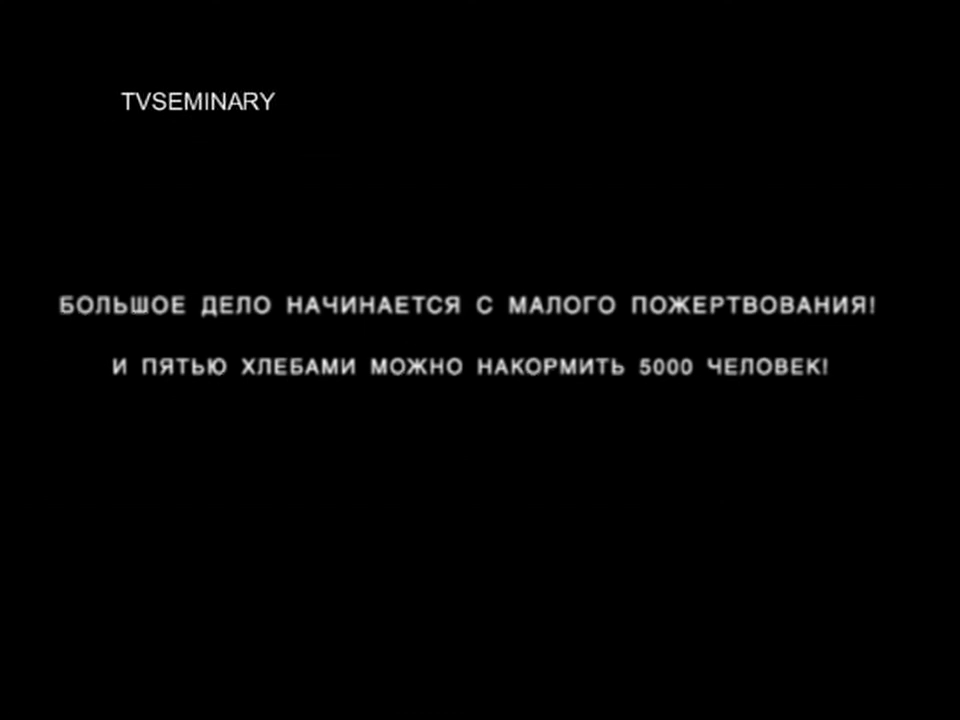 TVSEMINARY
БОЛЬШОЕ ДЕЛО НАЧИНАЕТСЯ С МАЛОГО ПОЖЕРТВОВАНИЯ!
И ПЯТЬЮ ХЛЕБАМИ МОЖНО НАКОРМИТЬ 5000 ЧЕЛОВЕК!